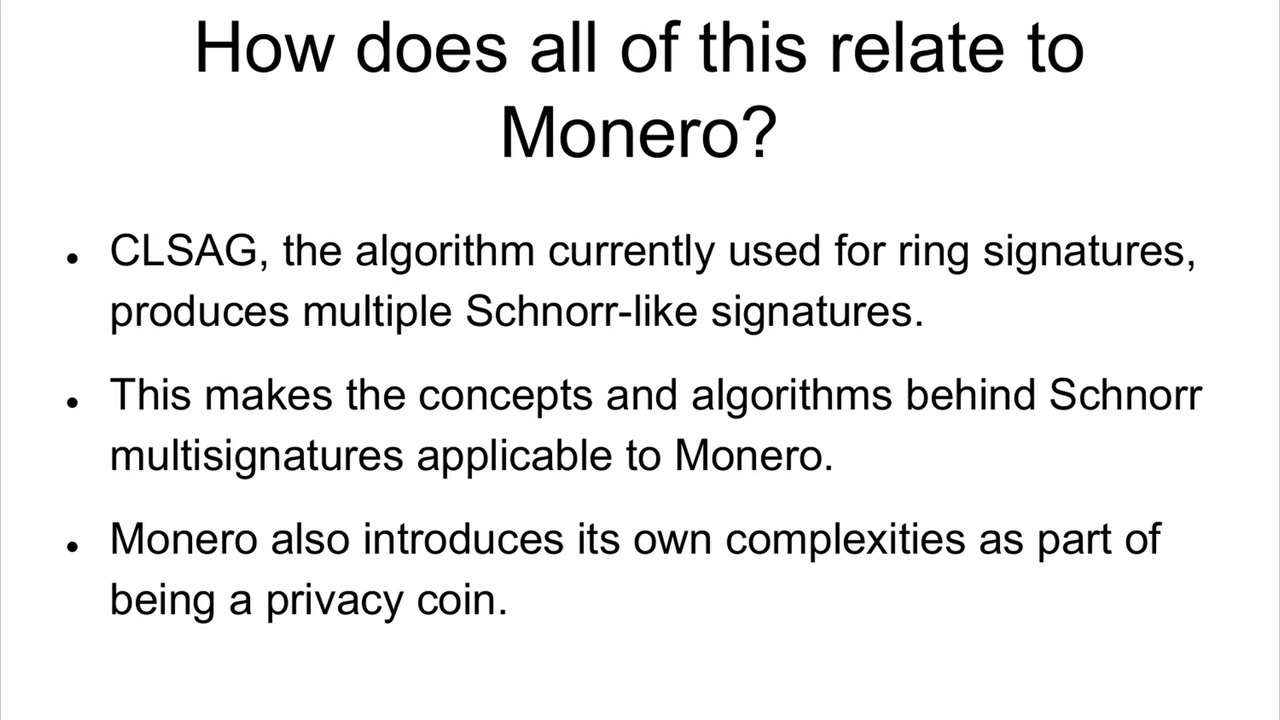 How does all of this relate to
Monero?
• CLSAG, the algorithm currently used for ring signatures,
produces multiple Schnorr-like signatures.
• This makes the concepts and algorithms behind Schnorr
multisignatures applicable to Monero.
• Monero also introduces its own complexities as part of
being a privacy coin.